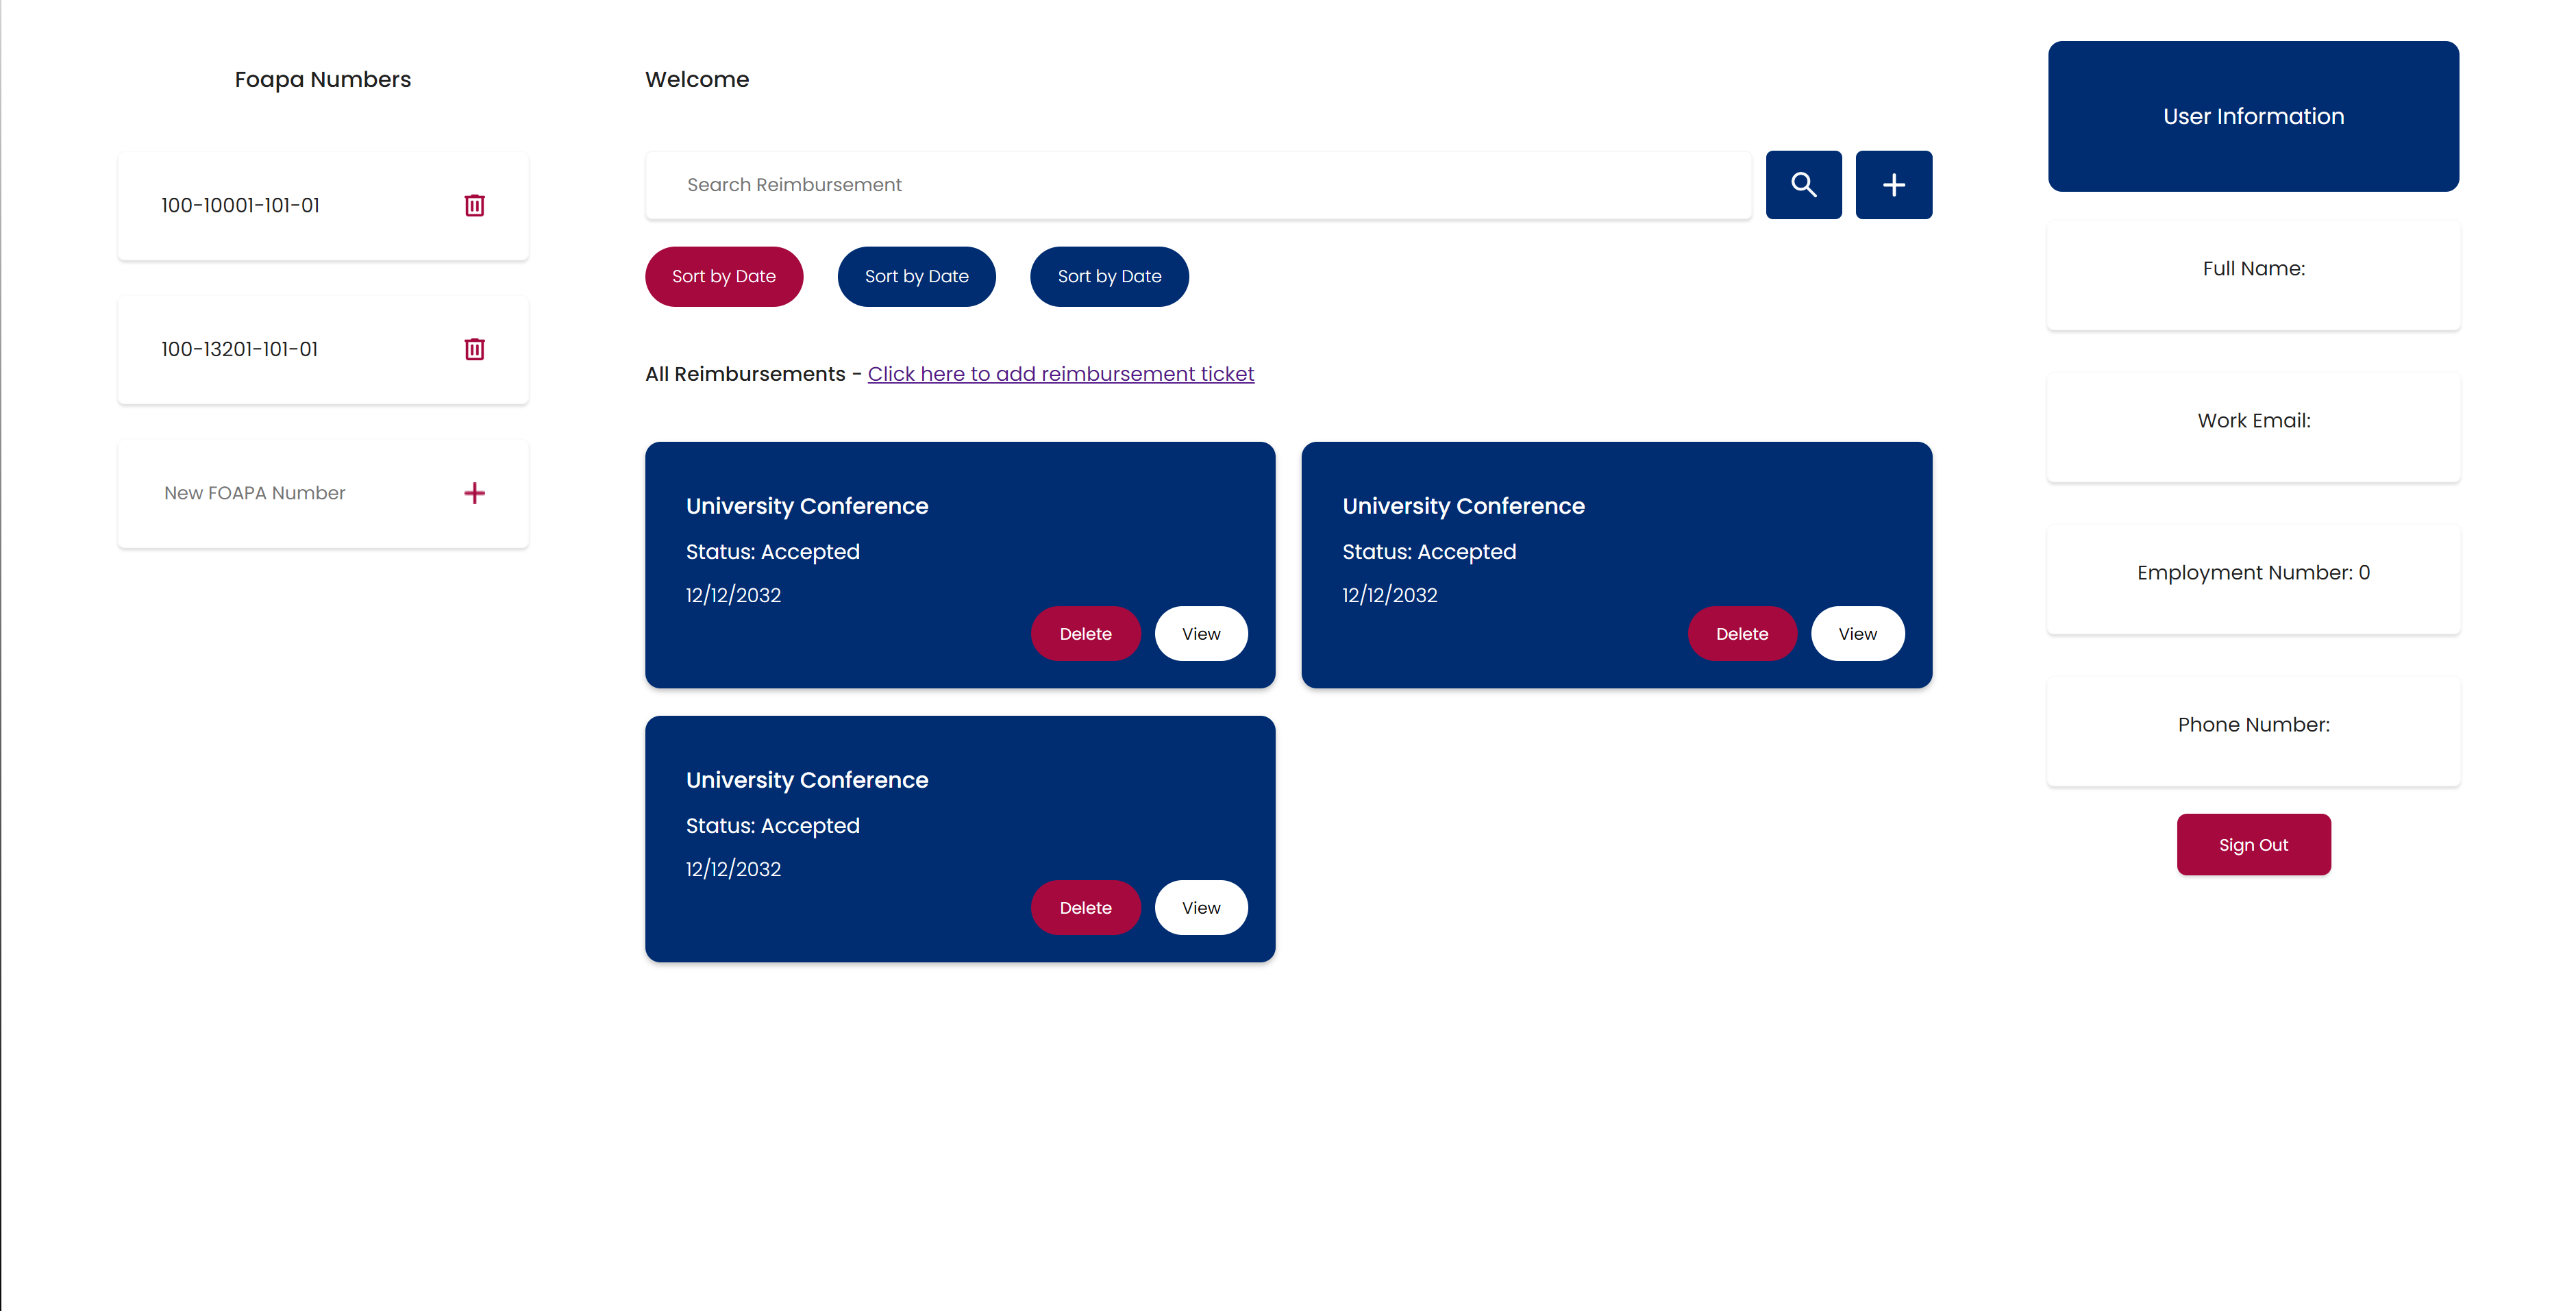 Foapa Numbers
100-10001-101-01
100-13201-101-01
New FOAPA Number
Welcome
Search Reimbursement
Sort by Date
Sort by Date
Sort by Date
All Reimbursements - Click here to add reimbursement ticket
University Conference
Status: Accepted
12/12/2032
Delete
View
University Conference
Status: Accepted
12/12/2032
Delete
View
University Conference
Status: Accepted
12/12/2032
Delete
View
User Information
Full Name:
Work Email:
Employment Number: 0
Phone Number:
Sign Out